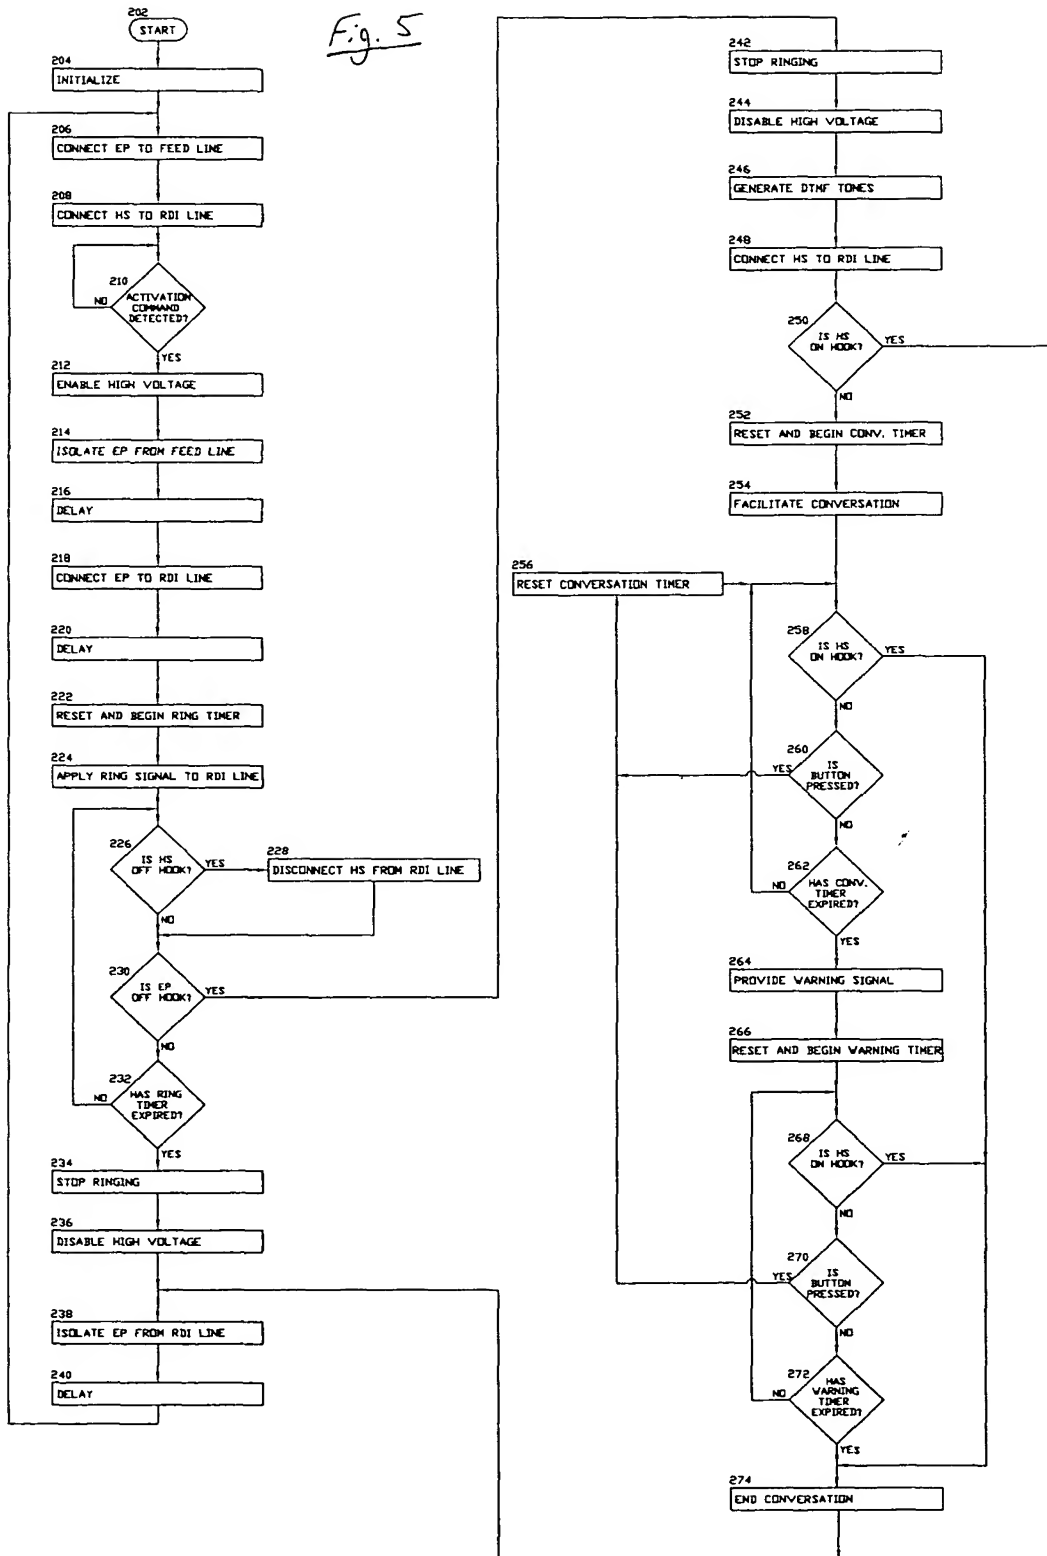 Fig. 5
202
START
204
INITIALIZE
206
CONNECT EP TO FEED LINE
208
CONNECT HS TO RDI LINE
210
ACTIVATION
COMMAND
DETECTED?
NO
YES
212
ENABLE HIGH VOLTAGE
214
ISOLATE EP FROM FEED LINE
216
DELAY
218
CONNECT EP TO RDI LINE
220
DELAY
222
RESET AND BEGIN RING TIMER
224
APPLY RING SIGNAL TO RDI LINE
226
IS HS
OFF HOOK?
YES
NO
228
DISCONNECT HS FROM RDI LINE
230
IS EP
OFF HOOK?
YES
NO
232
HAS RING
TIMER
EXPIRED?
NO
YES
234
STOP RINGING
236
DISABLE HIGH VOLTAGE
238
ISOLATE EP FROM RDI LINE
240
DELAY
242
STOP RINGING
244
DISABLE HIGH VOLTAGE
246
GENERATE DTMF TONES
248
CONNECT HS TO RDI LINE
250
IS HS
ON HOOK?
YES
NO
252
RESET AND BEGIN CONV. TIMER
254
FACILITATE CONVERSATION
256
RESET CONVERSATION TIMER
258
IS HS
ON HOOK?
YES
NO
260
IS
BUTTON
PRESSED?
YES
NO
262
HAS CONV.
TIMER
EXPIRED?
NO
YES
264
PROVIDE WARNING SIGNAL
266
RESET AND BEGIN WARNING TIMER
268
IS HS
ON HOOK?
YES
NO
270
IS
BUTTON
PRESSED?
YES
NO
272
HAS
WARNING
TIMER
EXPIRED?
NO
YES
274
END CONVERSATION